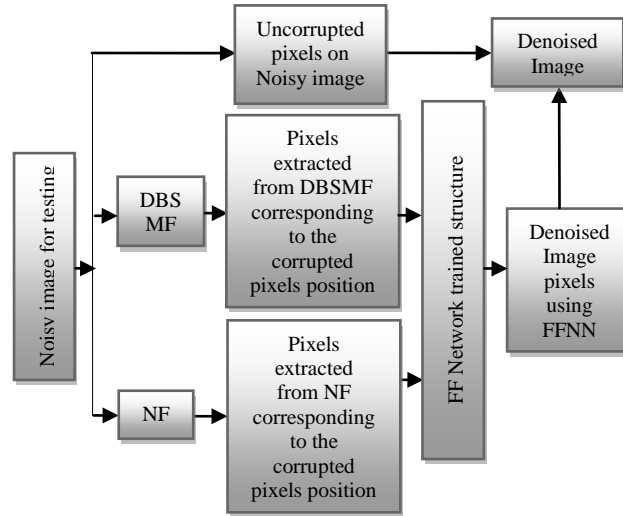 Uncorrupted
pixels on
Noisy image
Denoised
Image
Noisy image for testing
DBS
MF
Pixels
extracted
from DBSMF
corresponding
to the
corrupted
pixels position
FF Network trained structure
Denoised
Image
pixels
using
FFNN
NF
Pixels
extracted
from NF
corresponding
to the
corrupted
pixels position